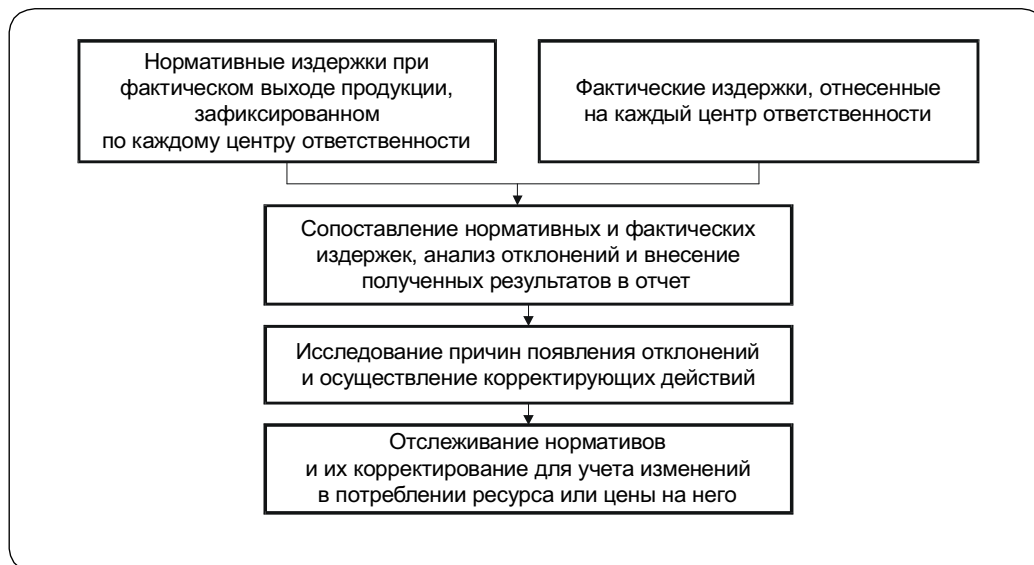 Нормативные издержки при
фактическом выходе продукции,
зафиксированном
по каждому центру ответственности
Фактические издержки, отнесенные
на каждый центр ответственности
Сопоставление нормативных и фактических
издержек, анализ отклонений и внесение
полученных результатов в отчет
Исследование причин появления отклонений
и осуществление корректирующих действий
Отслеживание нормативов
и их корректирование для учета изменений
в потреблении ресурса или цены на него